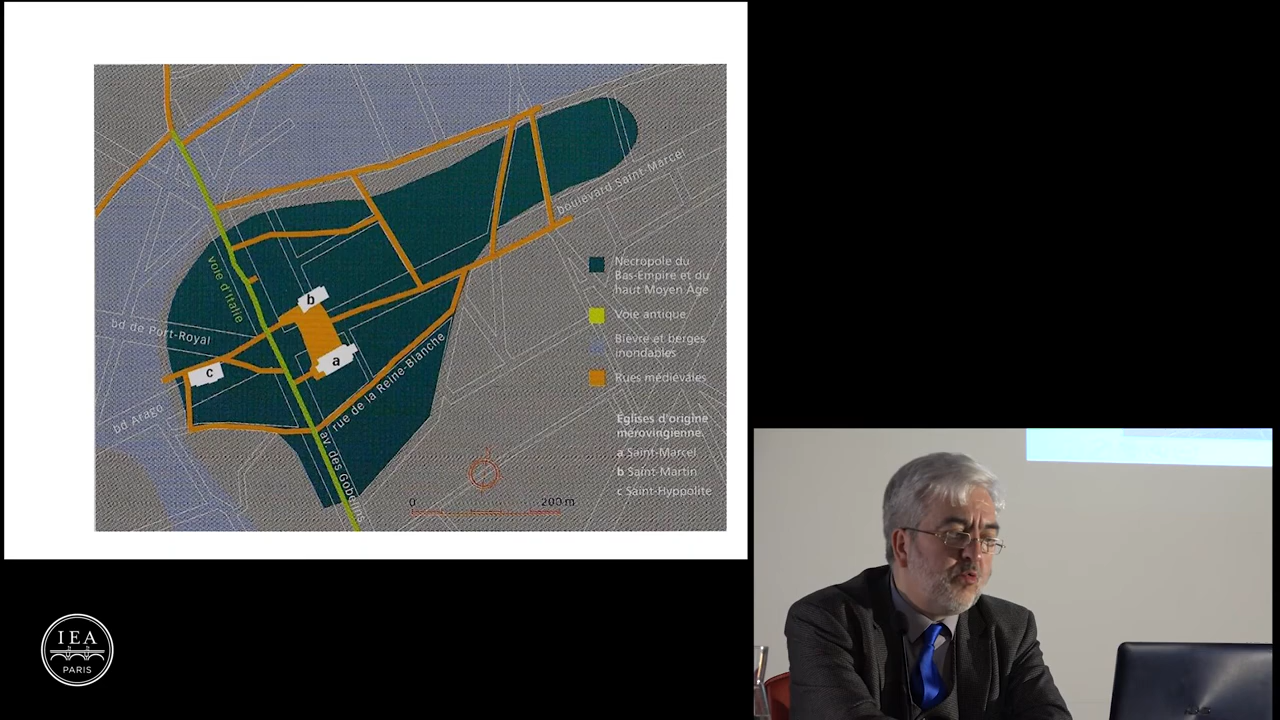 boulevard Saint-Marcel
voie d'Italie
bd de Port-Royal
bd Arago
rue de la Reine-Blanche
av. des Gobelins
b
a
c
Nécropole du
Bas-Empire et du
haut Moyen Âge
Voie antique
Bièvre et berges
inondables
Rues médiévales
Eglises d'origine
mérovingienne.
a Saint-Marcel
b Saint-Martin
c Saint-Hyppolite
0 200 m
IEA
PARIS